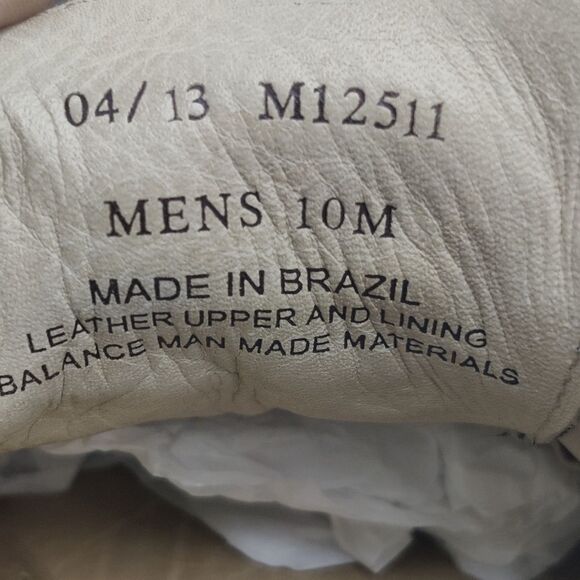 04/13 M12511
MENS 10M
MADE IN BRAZIL
LEATHER UPPER AND LINING
BALANCE MAN MADE MATERIALS